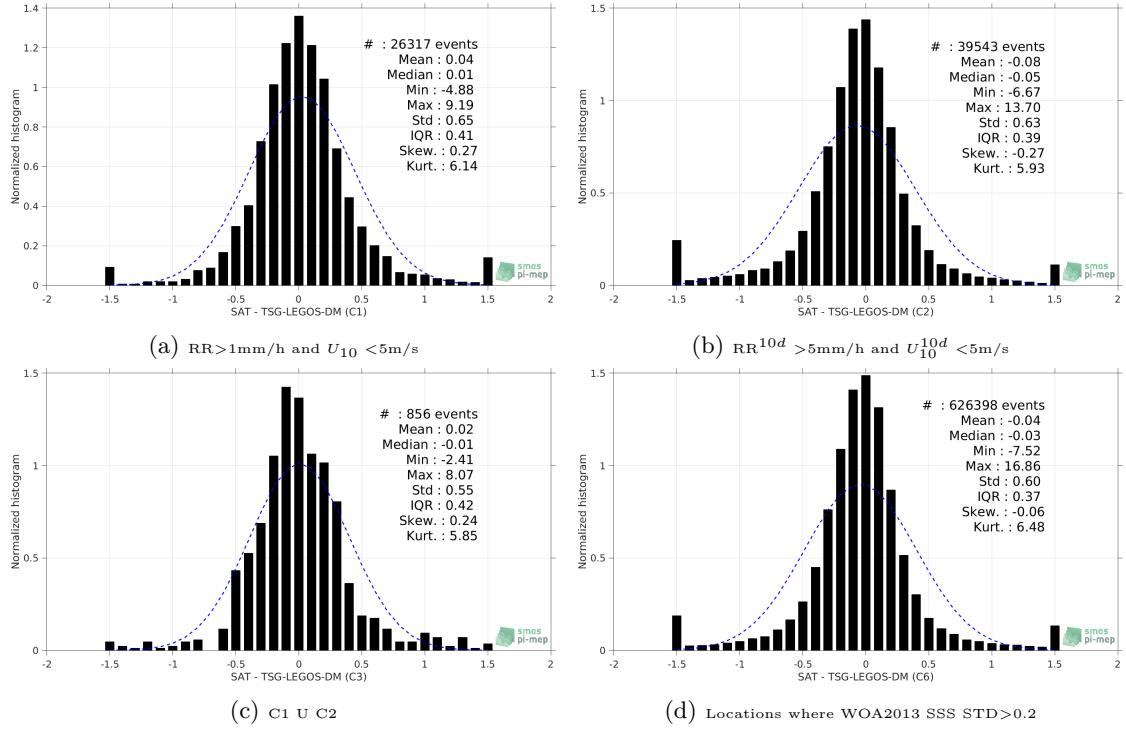 1.4
1.2
1
0.8
0.6
0.4
0.2
0
Normalized histogram
# : 26317 events
Mean : 0.04
Median : 0.01
Min : -4.88
Max : 9.19
Std : 0.65
IQR : 0.41
Skew. : 0.27
Kurt. : 6.14
smos
pi-mep
-2 -1.5 -1 -0.5 0 0.5 1 1.5 2
SAT - TSG-LEGOS-DM (C1)
(a) RR>1mm/h and U10 <5m/s
1.5
1
0.5
0
Normalized histogram
# : 39543 events
Mean : -0.08
Median : -0.05
Min : -6.67
Max : 13.70
Std : 0.63
IQR : 0.39
Skew. : -0.27
Kurt. : 5.93
smos
pi-mep
-2 -1.5 -1 -0.5 0 0.5 1 1.5 2
SAT - TSG-LEGOS-DM (C2)
(b) RR10d >5mm/h and U10 10d <5m/s
1.5
1
0.5
0
Normalized histogram
# : 856 events
Mean : 0.02
Median : -0.01
Min : -2.41
Max : 8.07
Std : 0.55
IQR : 0.42
Skew. : 0.24
Kurt. : 5.85
smos
pi-mep
-2 -1.5 -1 -0.5 0 0.5 1 1.5 2
SAT - TSG-LEGOS-DM (C3)
(c) C1 U C2
1.5
1
0.5
0
Normalized histogram
# : 626398 events
Mean : -0.04
Median : -0.03
Min : -7.52
Max : 16.86
Std : 0.60
IQR : 0.37
Skew. : -0.06
Kurt. : 6.48
smos
pi-mep
-2 -1.5 -1 -0.5 0 0.5 1 1.5 2
SAT - TSG-LEGOS-DM (C6)
(d) Locations where WOA2013 SSS STD>0.2